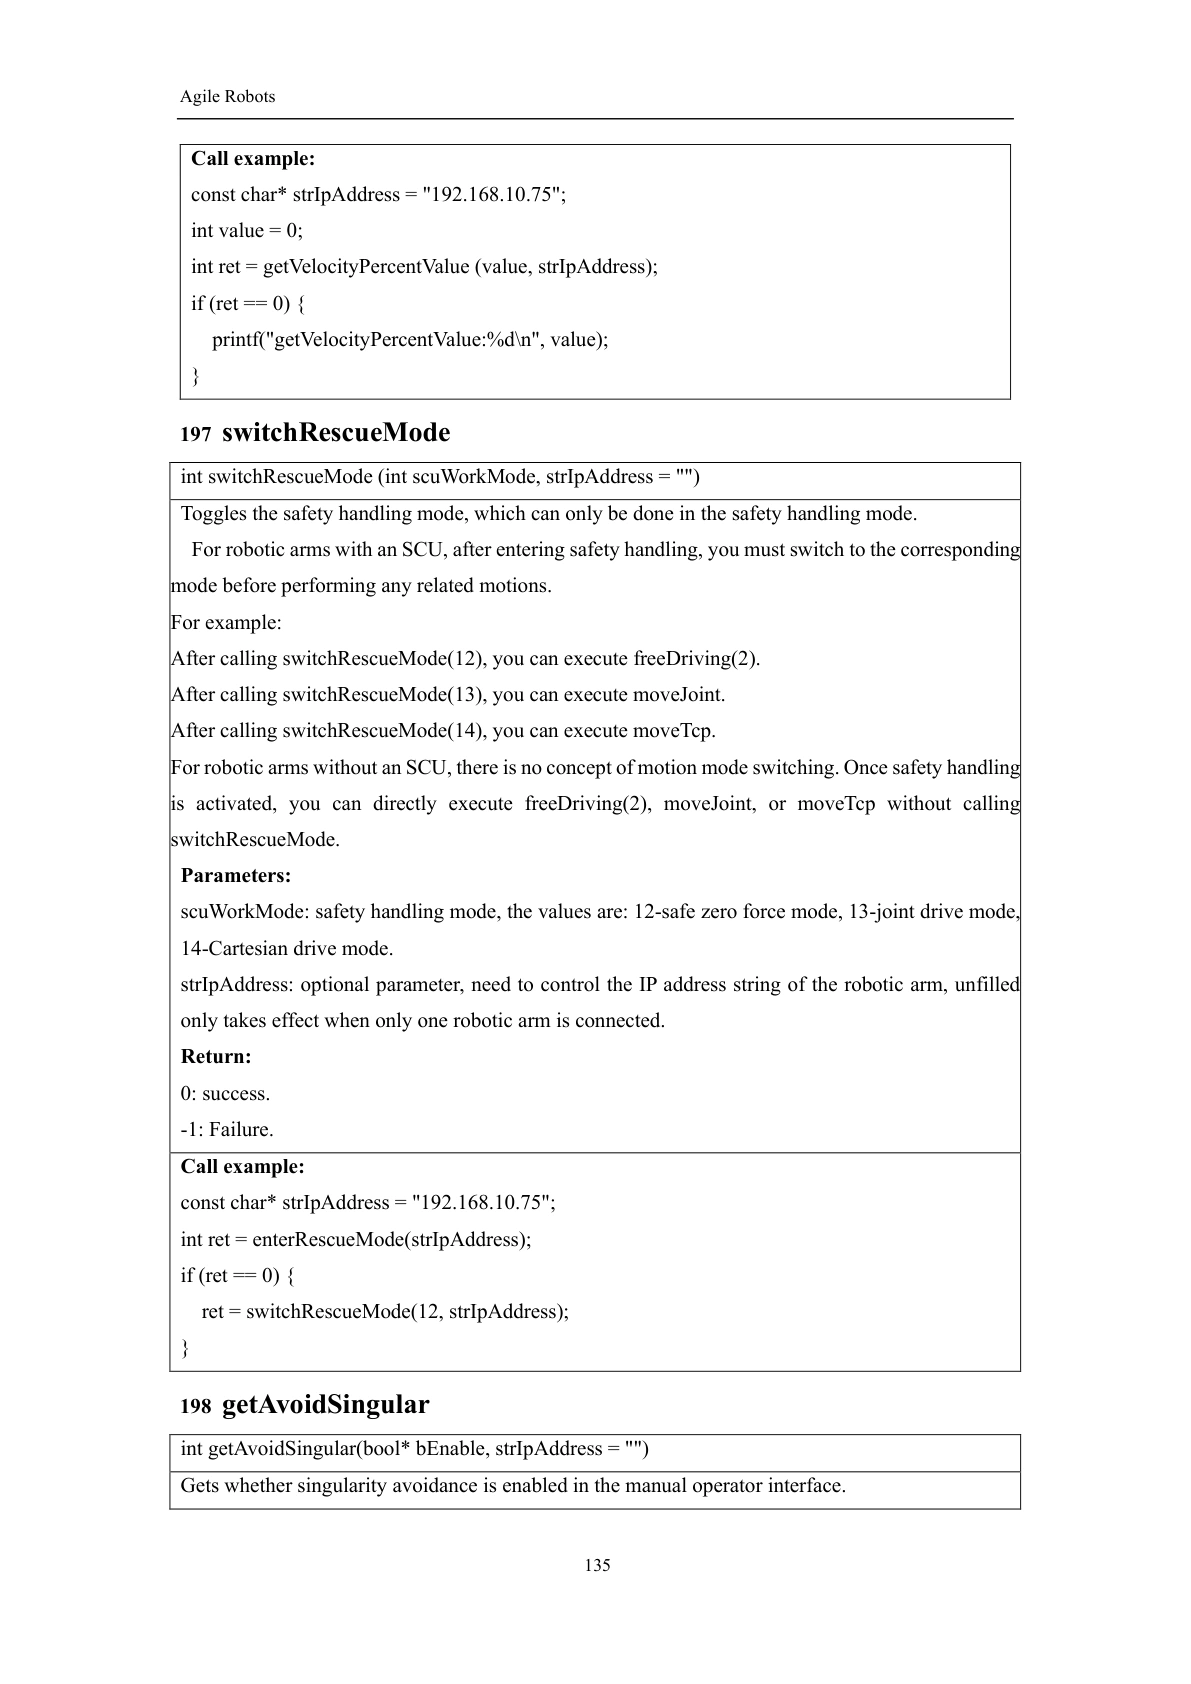 Agile Robots
Call example:
const char* strIpAddress = "192.168.10.75";
int value = 0;
int ret = getVelocityPercentValue (value, strIpAddress);
if (ret == 0) {
printf("getVelocityPercentValue:%d\n", value);
}
197 switchRescueMode
int switchRescueMode (int scuWorkMode, strIpAddress = "")
Toggles the safety handling mode, which can only be done in the safety handling mode.
For robotic arms with an SCU, after entering safety handling, you must switch to the corresponding
mode before performing any related motions.
For example:
After calling switchRescueMode(12), you can execute freeDriving(2).
After calling switchRescueMode(13), you can execute moveJoint.
After calling switchRescueMode(14), you can execute moveTcp.
For robotic arms without an SCU, there is no concept of motion mode switching. Once safety handling
is activated, you can directly execute freeDriving(2), moveJoint, or moveTcp without calling
switchRescueMode.
Parameters:
scuWorkMode: safety handling mode, the values are: 12-safe zero force mode, 13-joint drive mode,
14-Cartesian drive mode.
strIpAddress: optional parameter, need to control the IP address string of the robotic arm, unfilled
only takes effect when only one robotic arm is connected.
Return:
0: success.
-1: Failure.
Call example:
const char* strIpAddress = "192.168.10.75";
int ret = enterRescueMode(strIpAddress);
if (ret == 0) {
ret = switchRescueMode(12, strIpAddress);
}
198 getAvoidSingular
int getAvoidSingular(bool* bEnable, strIpAddress = "")
Gets whether singularity avoidance is enabled in the manual operator interface.
135